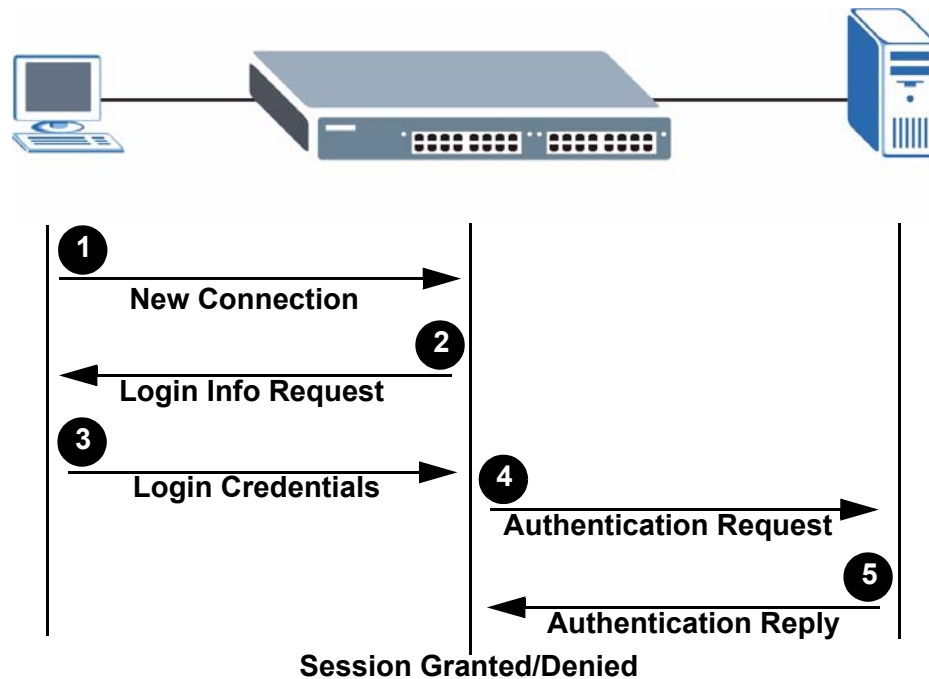 1
New Connection
2
Login Info Request
3
Login Credentials
4
Authentication Request
5
Authentication Reply
Session Granted/Denied